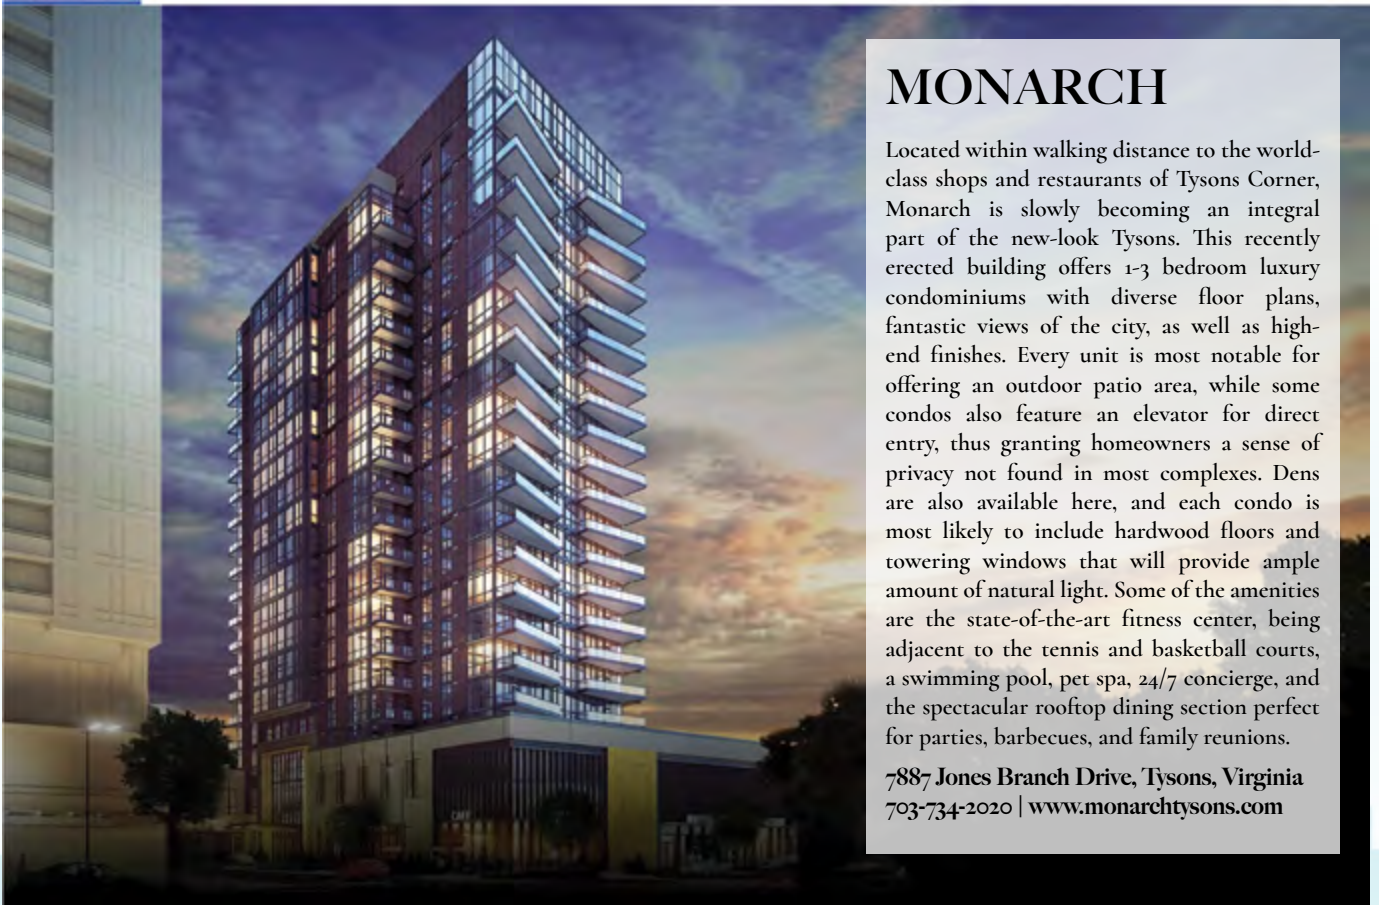 MONARCH
Located within walking distance to the world-
class shops and restaurants of Tysons Corner,
Monarch is slowly becoming an integral
part of the new-look Tysons. This recently
erected building offers 1-3 bedroom luxury
condominiums with diverse floor plans,
fantastic views of the city, as well as high-
end finishes. Every unit is most notable for
offering an outdoor patio area, while some
condos also feature an elevator for direct
entry, thus granting homeowners a sense of
privacy not found in most complexes. Dens
are also available here, and each condo is
most likely to include hardwood floors and
towering windows that will provide ample
amount of natural light. Some of the amenities
are the state-of-the-art fitness center, being
adjacent to the tennis and basketball courts,
a swimming pool, pet spa, 24/7 concierge, and
the spectacular rooftop dining section perfect
for parties, barbecues, and family reunions.
7887 Jones Branch Drive, Tysons, Virginia
703-734-2020 | www.monarchtysons.com